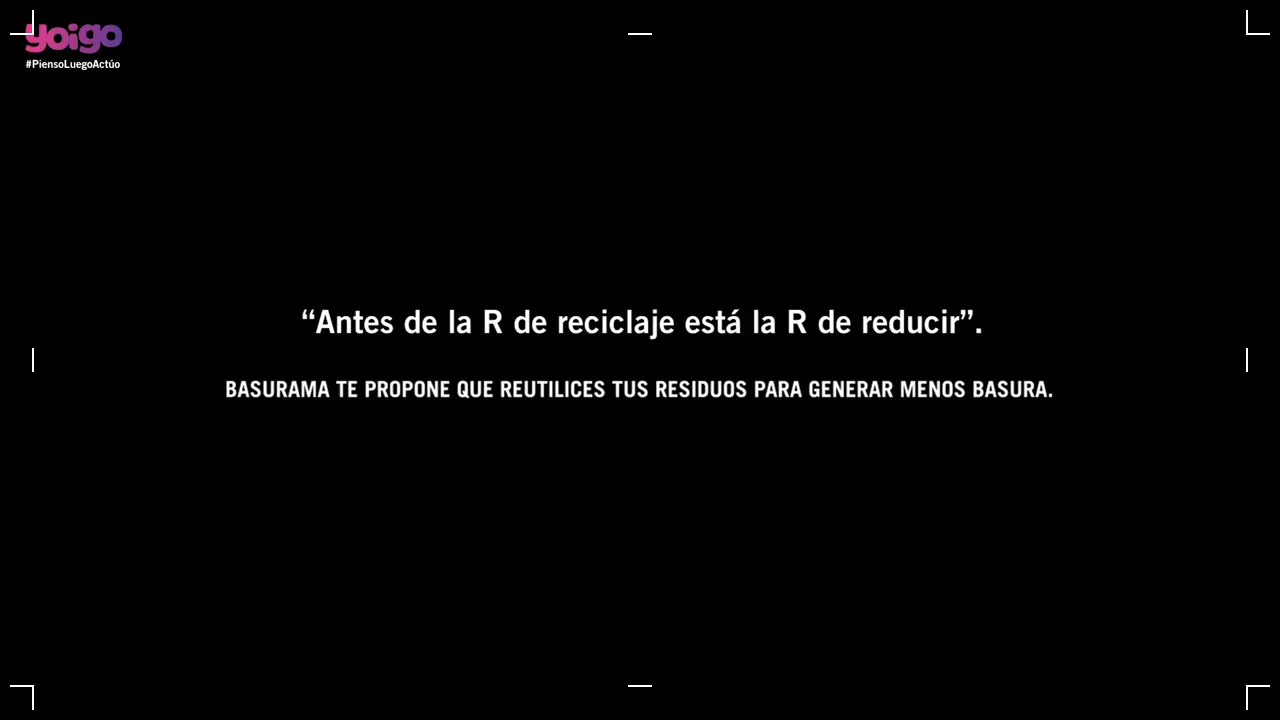 yoigo
#PiensoLuegoActúo
“Antes de la R de reciclaje está la R de reducir”.
BASURAMA TE PROPONE QUE REUTILICES TUS RESIDUOS PARA GENERAR MENOS BASURA.